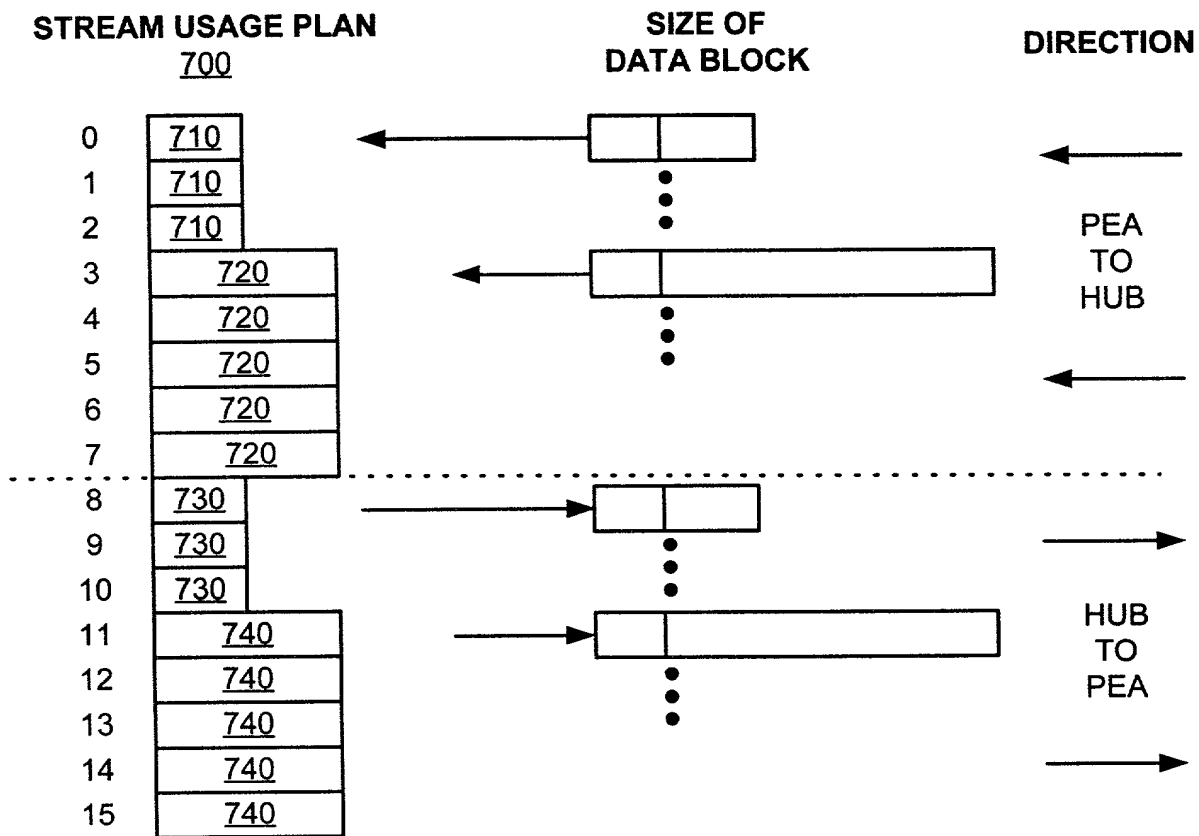 STREAM USAGE PLAN
700
SIZE OF
DATA BLOCK
DIRECTION
0 710
1 710
2 710
3 720
4 720
5 720
6 720
7 720
PEA
TO
HUB
8 730
9 730
10 730
11 740
12 740
13 740
14 740
15 740
HUB
TO
PEA